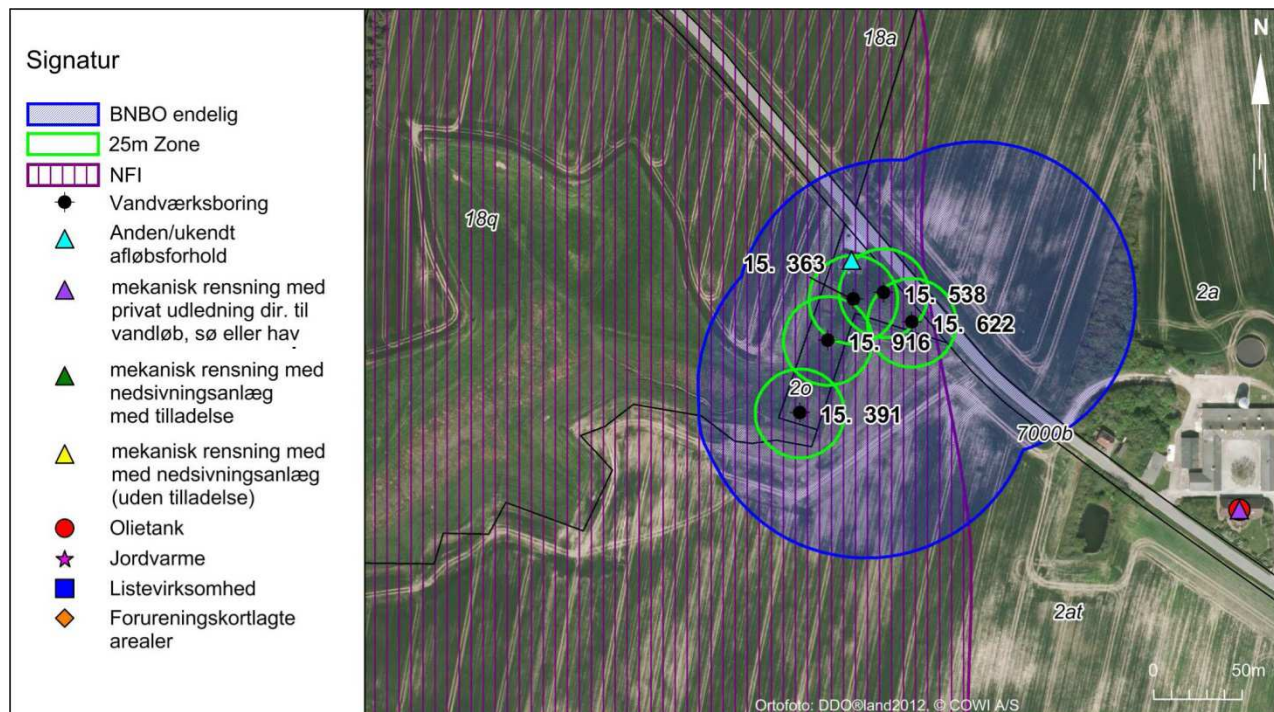 Signatur
BNBO endelig
25m Zone
NFI
Vandværksboring
Anden/ukendt
afløbsforhold
mekanisk rensning med
privat udledning dir. til
vandløb, sø eller hav
mekanisk rensning med
nedsivningsanlæg
med tilladelse
mekanisk rensning med
med nedsivningsanlæg
(uden tilladelse)
Olietank
Jordvarme
Listevirksomhed
Forureningskortlagte
arealer
18a
N
18q
15. 363
15. 538
2a
15. 622
15. 916
2o
15. 391
7000b
2at
0 50m
Ortofoto: DDO®land2012, © COWI A/S